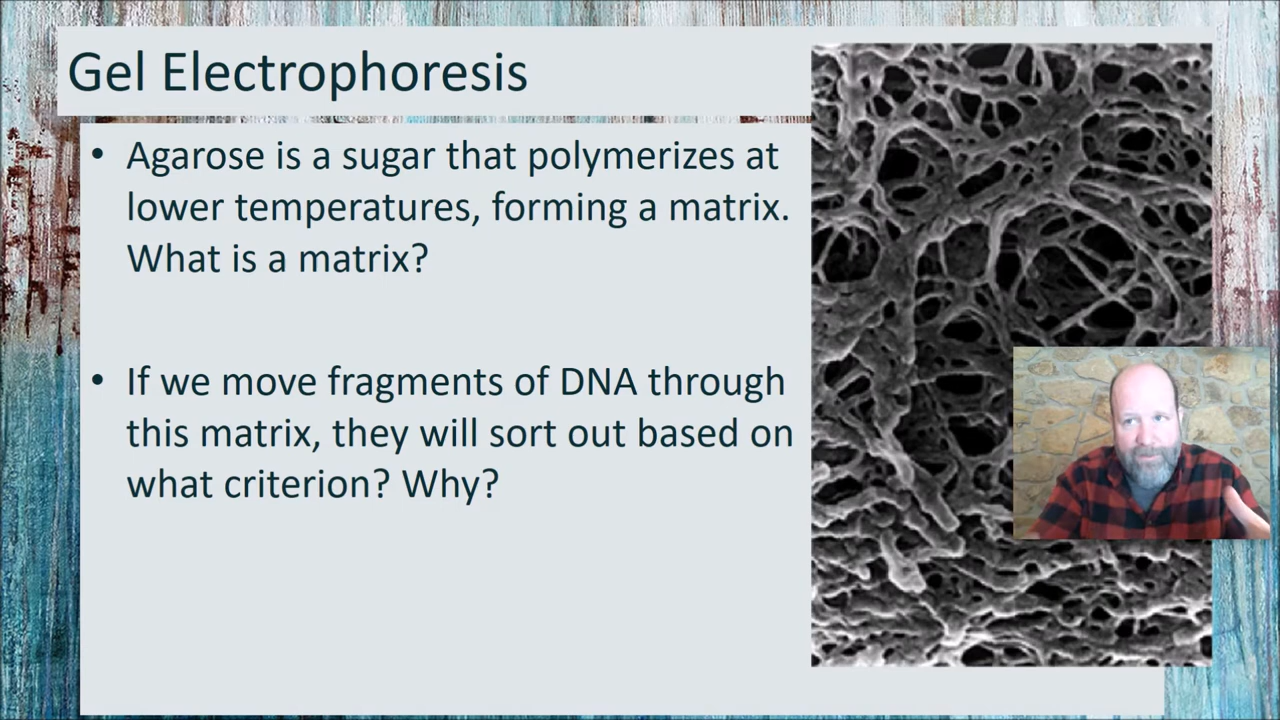 Gel Electrophoresis
• Agarose is a sugar that polymerizes at
lower temperatures, forming a matrix.
What is a matrix?
• If we move fragments of DNA through
this matrix, they will sort out based on
what criterion? Why?